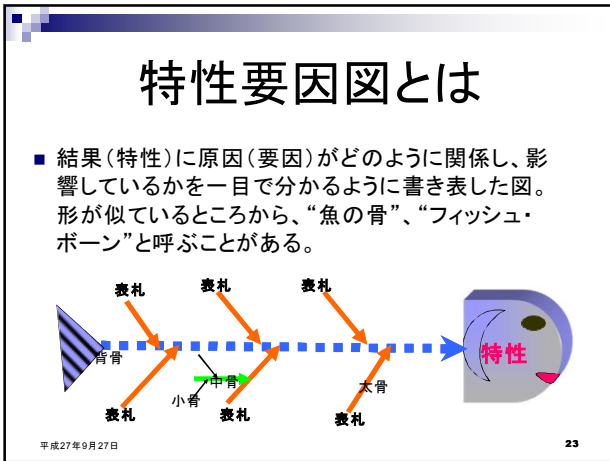 特性要因図とは
■ 結果(特性)に原因(要因)がどのように関係し、影
響しているかを一目で分かるように書き表した図。
形が似ているところから、“魚の骨”、“フィッシュ・
ボーン”と呼ぶことがある。
表札
表札
表札
特性
背骨
中骨
太骨
小骨
表札
表札
表札
平成27年9月27日
23